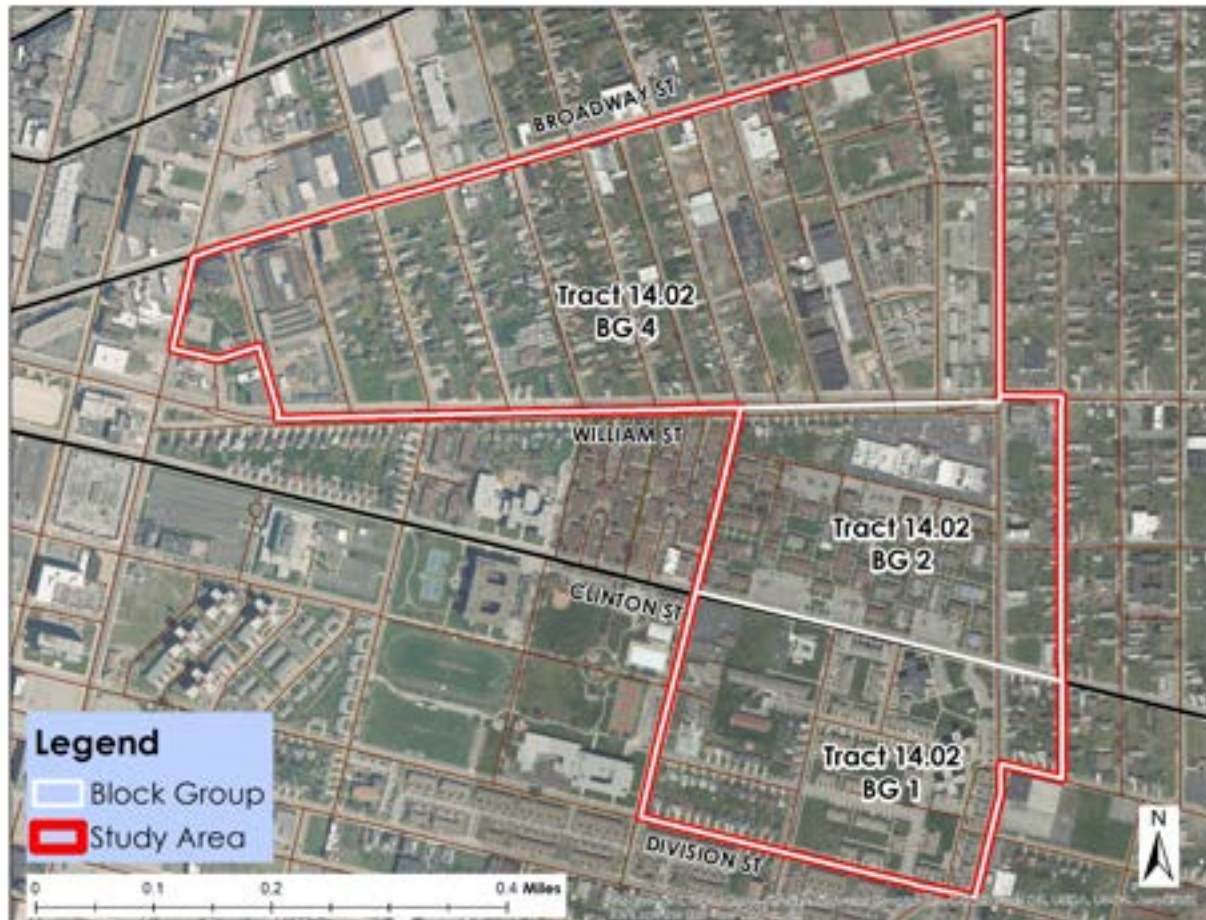 BROADWAY ST
Tract 14.02
BG 4
WILLIAM ST
Tract 14.02
BG 2
CLINTON ST
Tract 14.02
BG 1
DIVISION ST
Legend
Block Group
Study Area
N
0 0.1 0.2 0.4 Miles